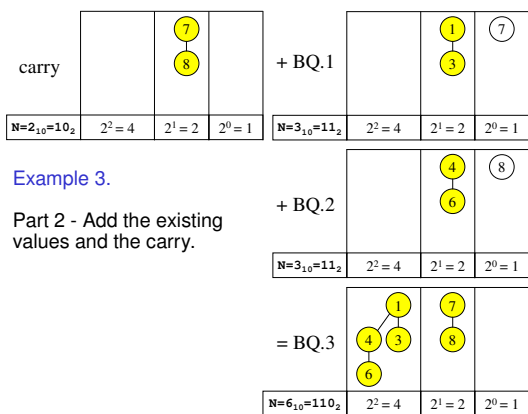 7
8
carry
N=2₁₀=10₂ 2² = 4 2¹ = 2 2⁰ = 1
1 7
3
+ BQ.1
N=3₁₀=11₂ 2² = 4 2¹ = 2 2⁰ = 1
Example 3.
Part 2 - Add the existing
values and the carry.
4 8
6
+ BQ.2
N=3₁₀=11₂ 2² = 4 2¹ = 2 2⁰ = 1
1 7
= BQ.3
4 3 8
6
N=6₁₀=110₂ 2² = 4 2¹ = 2 2⁰ = 1